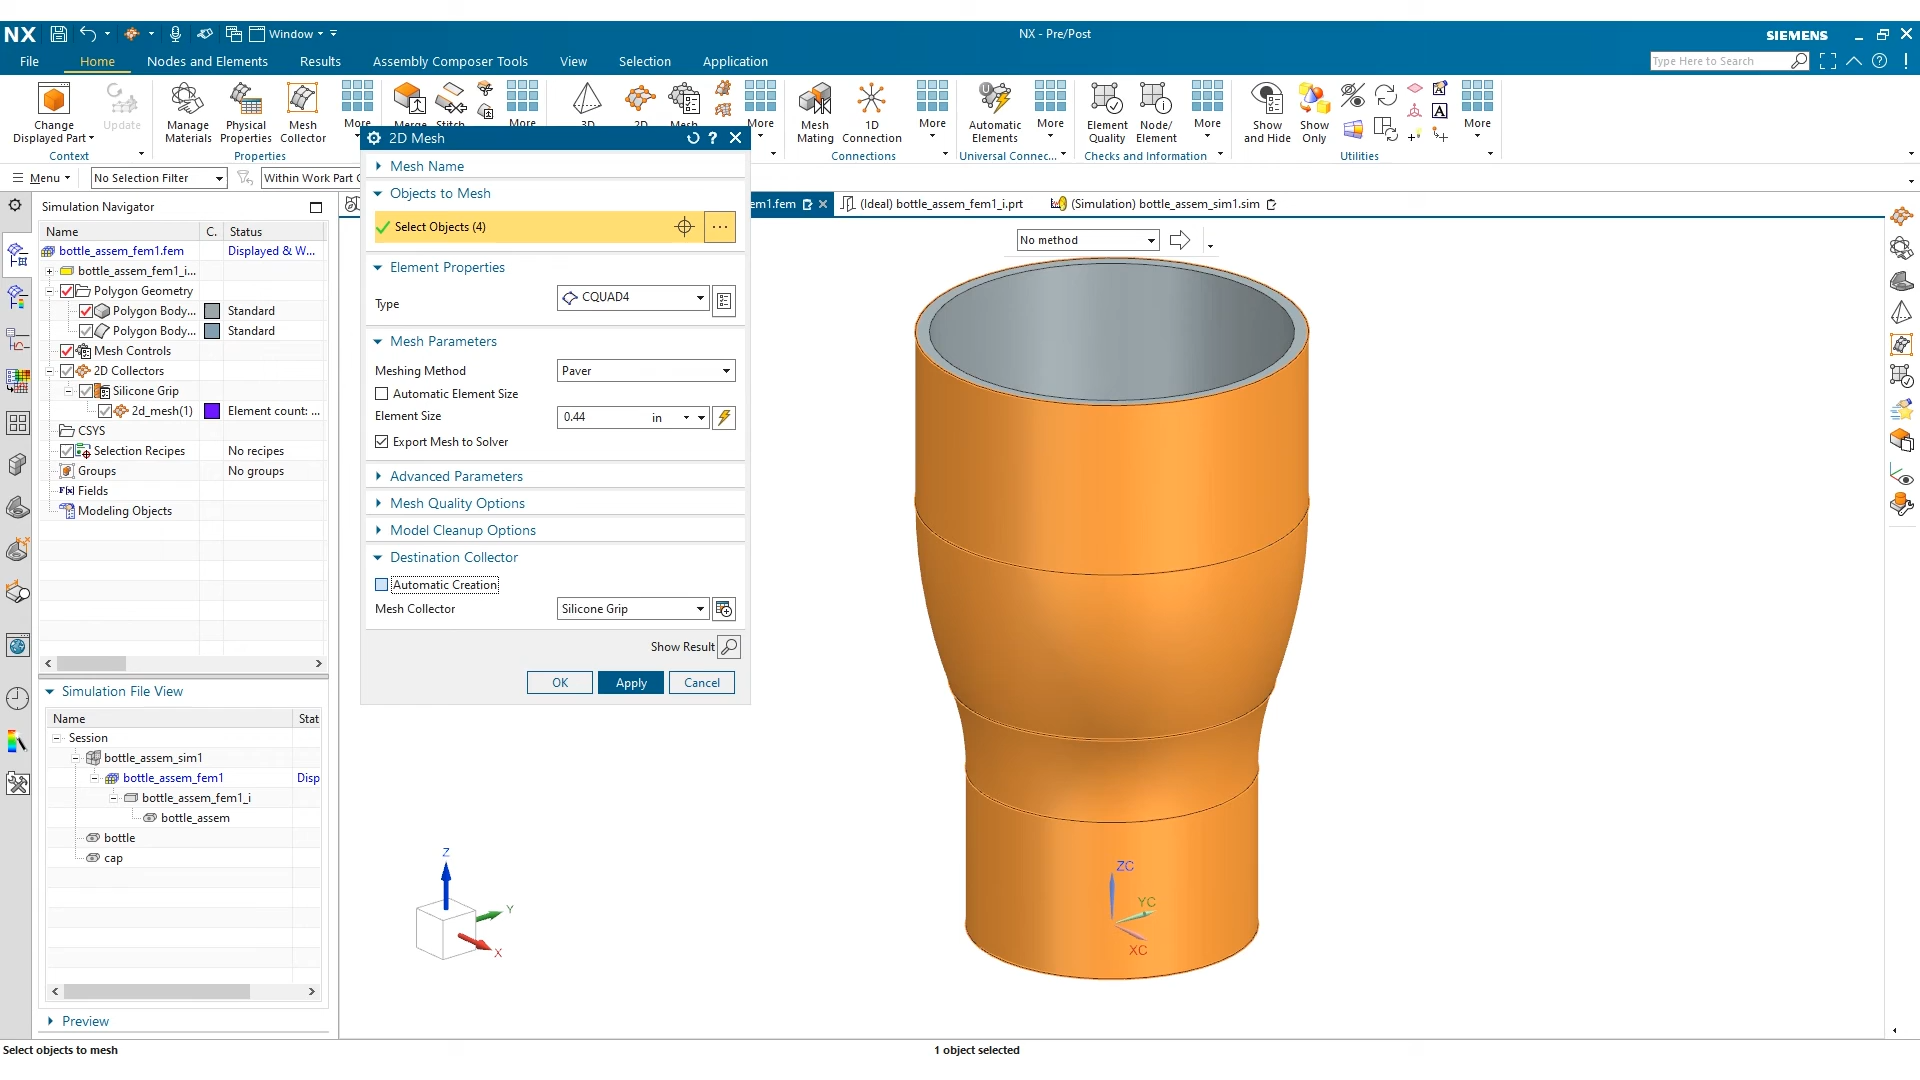 NX
Window
NX - Pre/Post
SIEMENS
File
Home
Nodes and Elements
Results
Assembly Composer Tools
View
Selection
Application
Type Here to Search
Change
Displayed Part
Update
Context
Manage
Materials
Physical
Properties
Mesh
Collector
More
Properties
Merge
Stitch
More
3D
2D
Mesh
More
Mesh
Mating
1D
Connection
More
Connections
Automatic
Elements
More
Universal Connec...
Element
Quality
Node/
Element
More
Checks and Information
Show
and Hide
Show
Only
More
Utilities
Menu
No Selection Filter
Within Work Part
2D Mesh
Mesh Name
Objects to Mesh
Select Objects (4)
Element Properties
Type
CQUAD4
Mesh Parameters
Meshing Method
Paver
Automatic Element Size
Element Size
0.44
in
Export Mesh to Solver
Advanced Parameters
Mesh Quality Options
Model Cleanup Options
Destination Collector
Automatic Creation
Mesh Collector
Silicone Grip
Show Result
OK
Apply
Cancel
em1.fem
(Ideal) bottle_assem_fem1_i.prt
(Simulation) bottle_assem_sim1.sim
No method
Simulation Navigator
Name
C.
Status
bottle_assem_fem1.fem
Displayed & W...
bottle_assem_fem1_i...
Polygon Geometry
Polygon Body...
Standard
Polygon Body...
Standard
Mesh Controls
2D Collectors
Silicone Grip
2d_mesh(1)
Element count: ...
CSYS
Selection Recipes
No recipes
Groups
No groups
F(x) Fields
Modeling Objects
Simulation File View
Name
Stat
Session
bottle_assem_sim1
bottle_assem_fem1
Disp
bottle_assem_fem1_i
bottle_assem
bottle
cap
Preview
Z
Y
X
ZC
YC
XC
Select objects to mesh
1 object selected